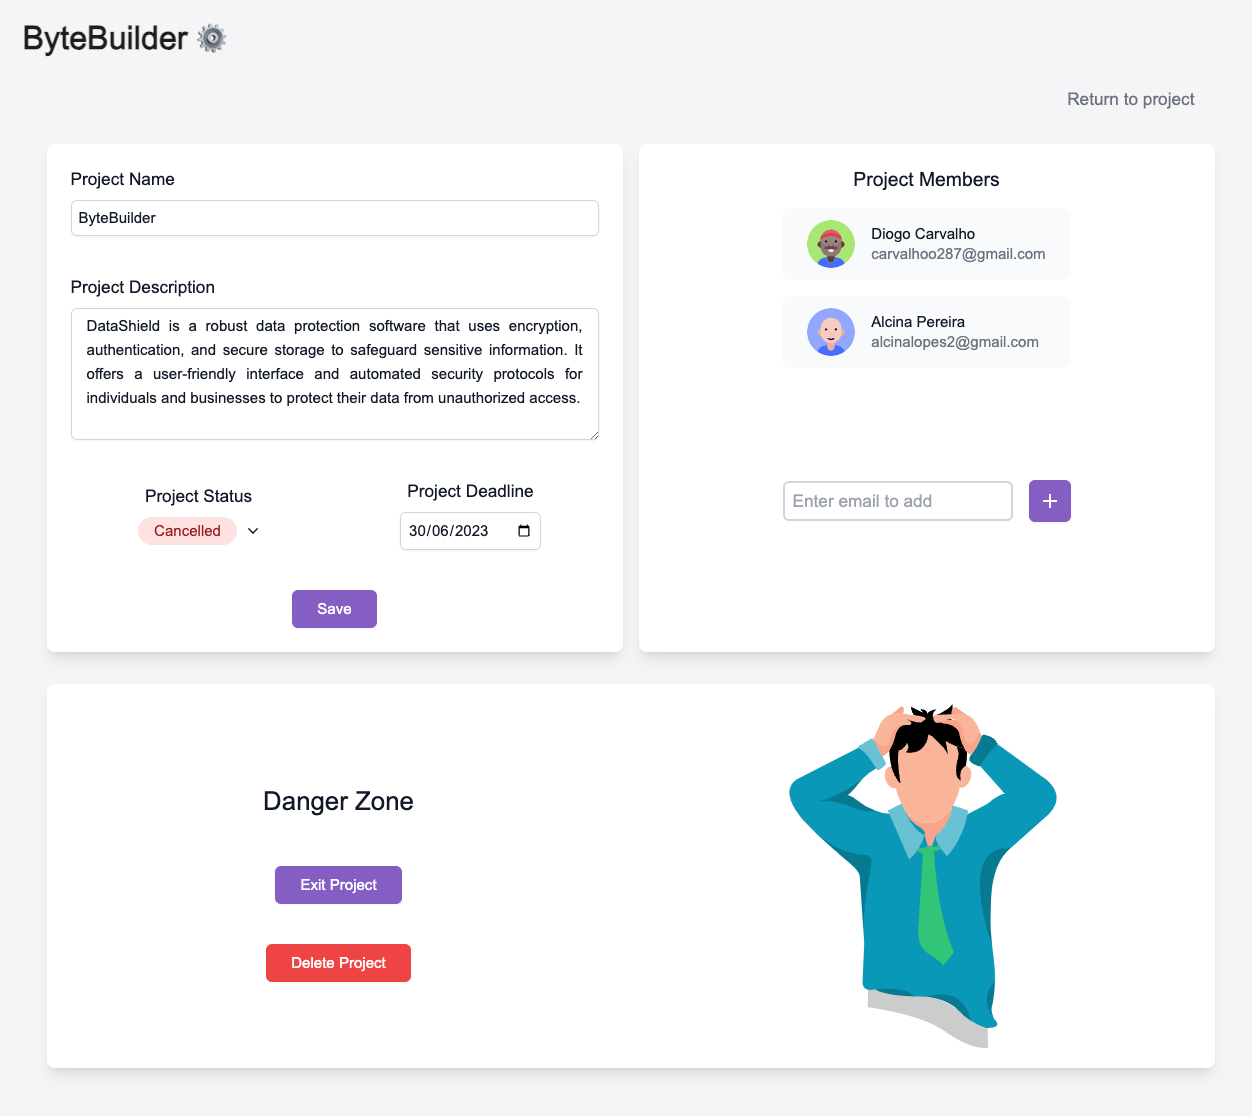 ByteBuilder
Return to project
Project Name
ByteBuilder
Project Description
DataShield is a robust data protection software that uses encryption,
authentication, and secure storage to safeguard sensitive information. It
offers a user-friendly interface and automated security protocols for
individuals and businesses to protect their data from unauthorized access.
Project Status
Cancelled
Project Deadline
30/06/2023
Save
Project Members
Diogo Carvalho
carvalhoo287@gmail.com
Alcina Pereira
alcinalopes2@gmail.com
Enter email to add
Danger Zone
Exit Project
Delete Project